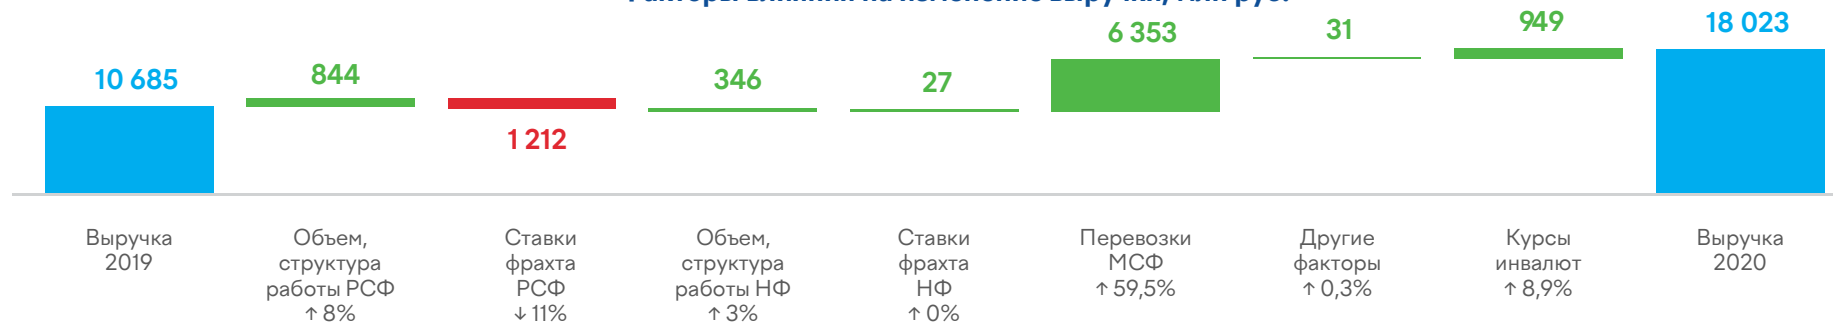 10 685
844
1 212
346
27
6 353
31
949
18 023
Выручка
2019
Объем,
структура
работы РСФ
↑ 8%
Ставки
фрахта
РСФ
↓ 11%
Объем,
структура
работы НФ
↑ 3%
Ставки
фрахта
НФ
↑ 0%
Перевозки
МСФ
↑ 59,5%
Другие
факторы
↑ 0,3%
Курсы
инвалют
↑ 8,9%
Выручка
2020